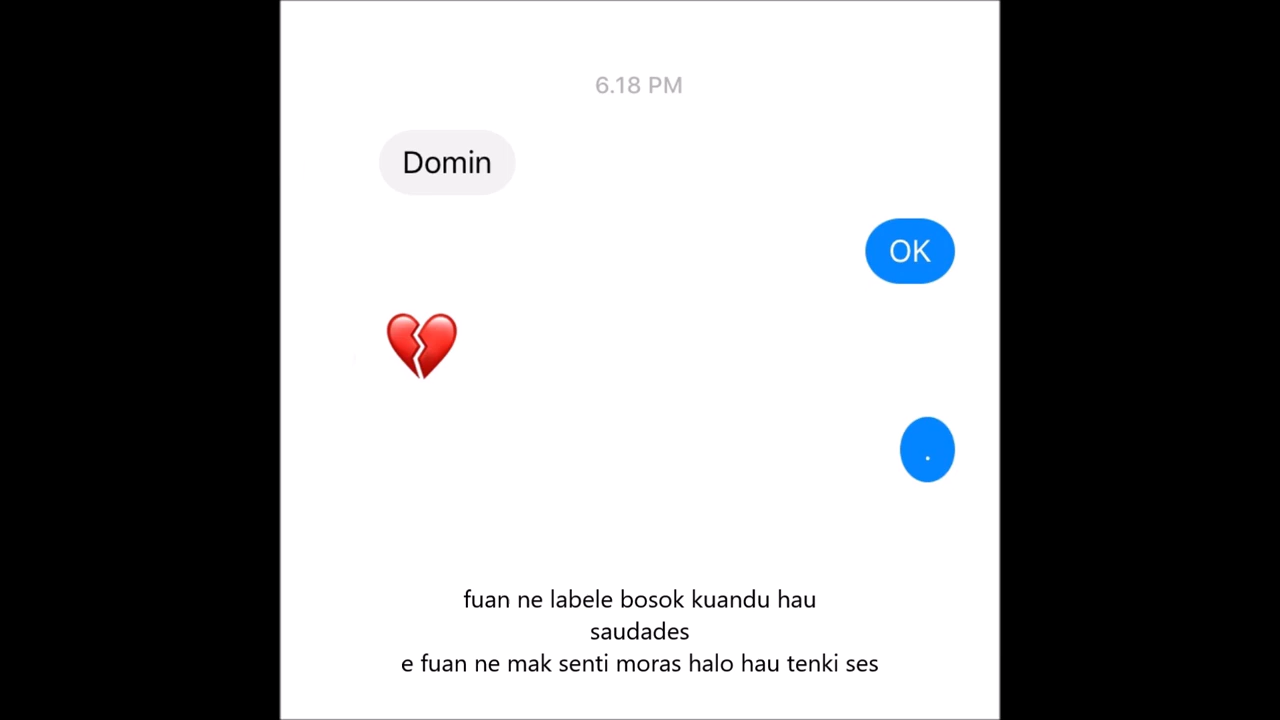 6.18 PM
Domin
OK
💔
.
fuan ne labele bosok kuandu hau
saudades
e fuan ne mak senti moras halo hau tenki ses